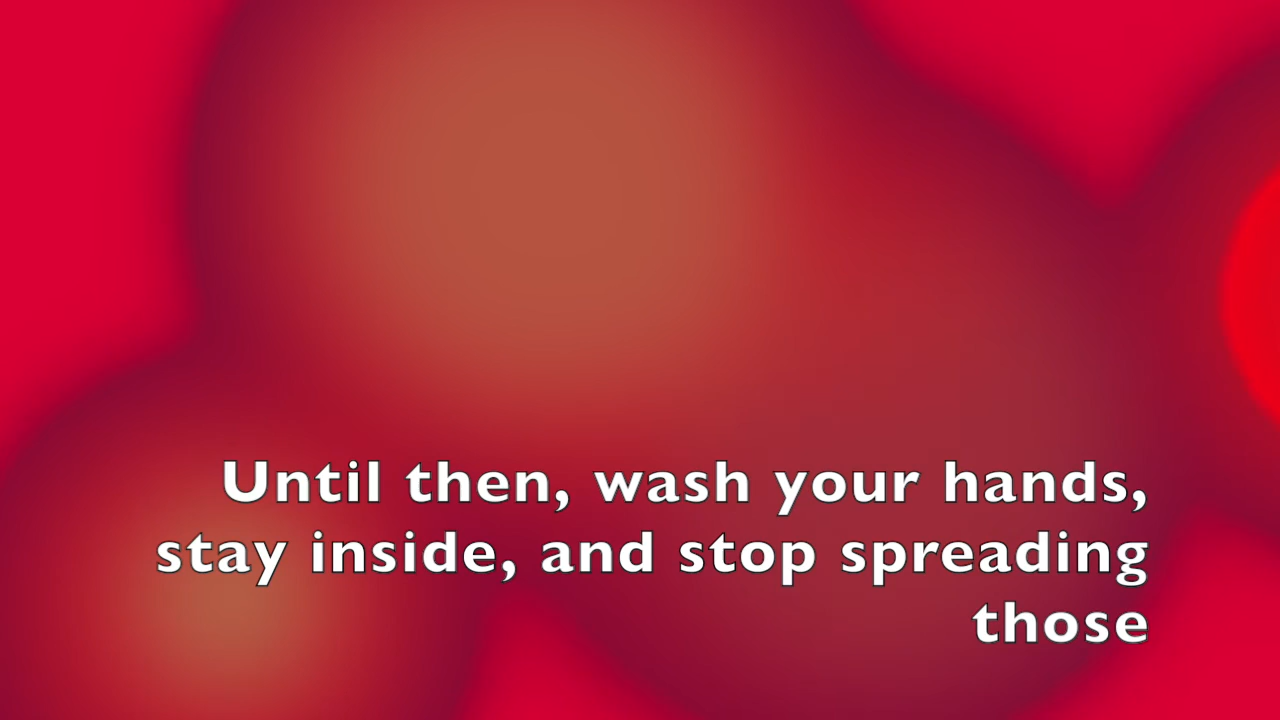 Until then, wash your hands,
stay inside, and stop spreading
those